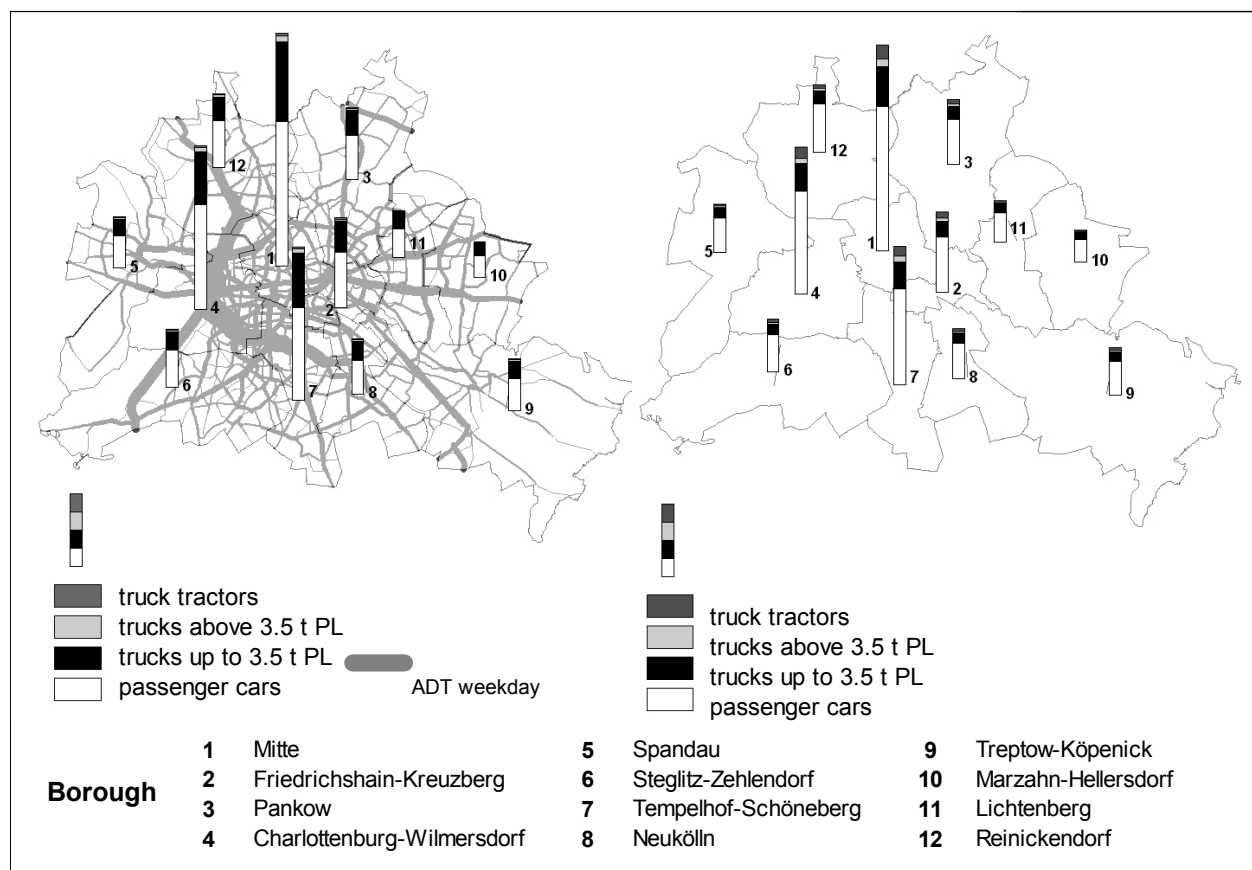 12
3
1
11
5
10
4
2
6
7
8
9
12
3
1
11
5
10
4
2
6
7
8
9
truck tractors
trucks above 3.5 t PL
trucks up to 3.5 t PL
passenger cars
ADT weekday
truck tractors
trucks above 3.5 t PL
trucks up to 3.5 t PL
passenger cars
Borough
1 Mitte
2 Friedrichshain-Kreuzberg
3 Pankow
4 Charlottenburg-Wilmersdorf
5 Spandau
6 Steglitz-Zehlendorf
7 Tempelhof-Schöneberg
8 Neukölln
9 Treptow-Köpenick
10 Marzahn-Hellersdorf
11 Lichtenberg
12 Reinickendorf